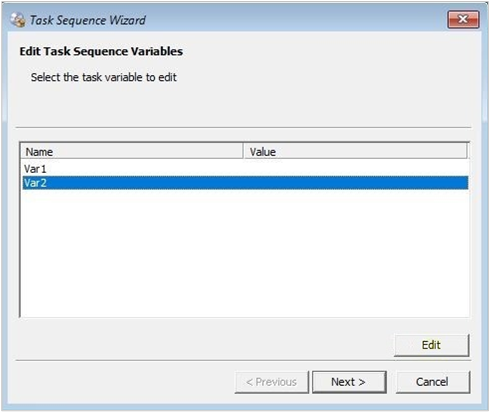 Task Sequence Wizard
Edit Task Sequence Variables
Select the task variable to edit
Name Value
Var1
Var2
Edit
< Previous Next > Cancel